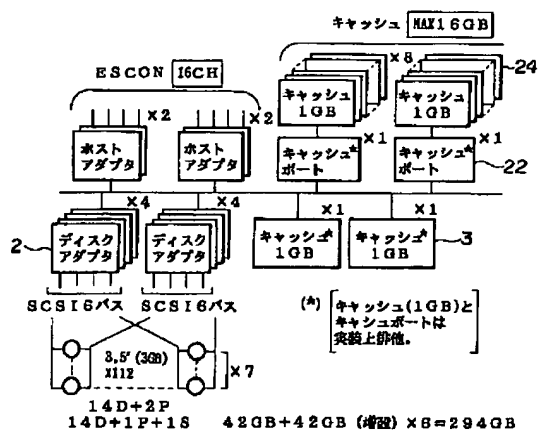 キャッシュ MAX16GB
ESCON 16CH
×8
24
×2
×2
キャッシュ
1GB
キャッシュ
1GB
×1
×1
ホスト
アダプタ
ホスト
アダプタ
キャッシュ*
ポート
キャッシュ*
ポート
22
×4
×4
×1
×1
2
ディスク
アダプタ
ディスク
アダプタ
キャッシュ*
1GB
キャッシュ*
1GB
3
SCSI6バス
SCSI6バス
(*)
キャッシュ(1GB)と
キャシュポートは
実装上排他。
3.5"(3GB)
X112
×7
14D+2P
14D+1P+1S
42GB+42GB (増設) ×6=294GB